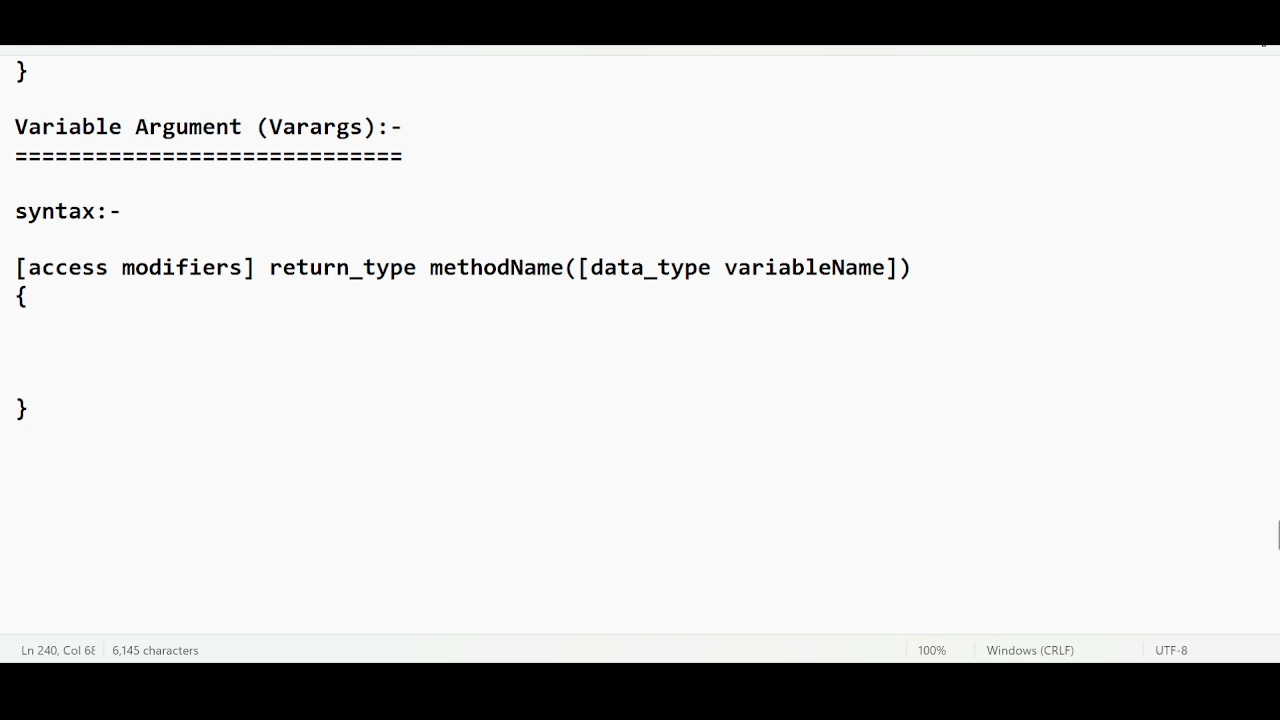 }
Variable Argument (Varargs):-
=============================
syntax:-
[access modifiers] return_type methodName([data_type variableName])
{
}
Ln 240, Col 68
6,145 characters
100%
Windows (CRLF)
UTF-8